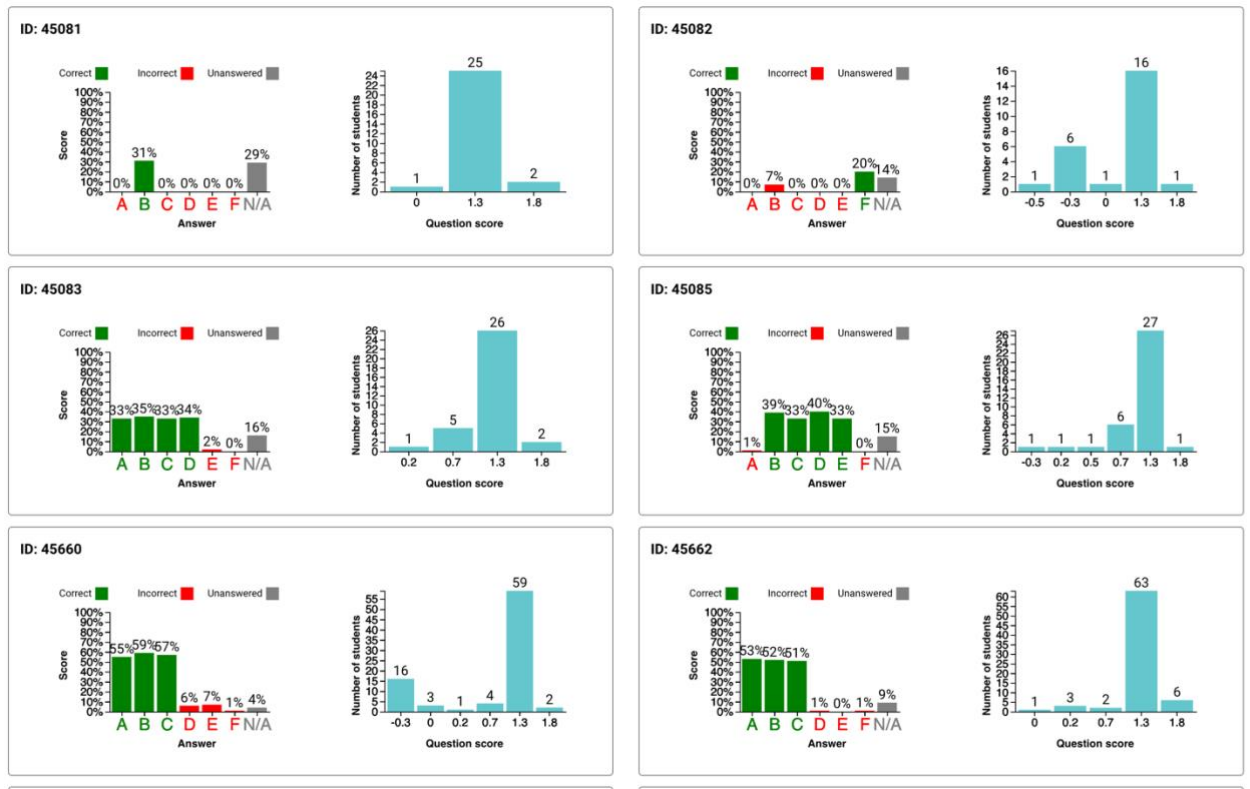 ID: 45081
Correct Incorrect Unanswered
100%
90%
80%
70%
60%
50%
40%
30%
20%
10%
0%
Score
0% 31% 0% 0% 0% 0% 29%
A B C D E F N/A
Answer
Number of students
24
22
20
18
16
14
12
10
8
6
4
2
0
1 25 2
0 1.3 1.8
Question score
ID: 45082
Correct Incorrect Unanswered
100%
90%
80%
70%
60%
50%
40%
30%
20%
10%
0%
Score
0% 7% 0% 0% 0% 20% 14%
A B C D E F N/A
Answer
Number of students
16
14
12
10
8
6
4
2
0
1 6 1 16 1
-0.5 -0.3 0 1.3 1.8
Question score
ID: 45083
Correct Incorrect Unanswered
100%
90%
80%
70%
60%
50%
40%
30%
20%
10%
0%
Score
33% 35% 33% 34% 2% 0% 16%
A B C D E F N/A
Answer
Number of students
26
24
22
20
18
16
14
12
10
8
6
4
2
0
1 5 26 2
0.2 0.7 1.3 1.8
Question score
ID: 45085
Correct Incorrect Unanswered
100%
90%
80%
70%
60%
50%
40%
30%
20%
10%
0%
Score
1% 39% 33% 40% 33% 0% 15%
A B C D E F N/A
Answer
Number of students
26
24
22
20
18
16
14
12
10
8
6
4
2
0
1 1 1 6 27 1
-0.3 0.2 0.5 0.7 1.3 1.8
Question score
ID: 45660
Correct Incorrect Unanswered
100%
90%
80%
70%
60%
50%
40%
30%
20%
10%
0%
Score
55% 59% 57% 6% 7% 1% 4%
A B C D E F N/A
Answer
Number of students
55
50
45
40
35
30
25
20
15
10
5
0
16 3 1 4 59 2
-0.3 0 0.2 0.7 1.3 1.8
Question score
ID: 45662
Correct Incorrect Unanswered
100%
90%
80%
70%
60%
50%
40%
30%
20%
10%
0%
Score
53% 52% 51% 1% 0% 1% 9%
A B C D E F N/A
Answer
Number of students
60
55
50
45
40
35
30
25
20
15
10
5
0
1 3 2 63 6
0 0.2 0.7 1.3 1.8
Question score